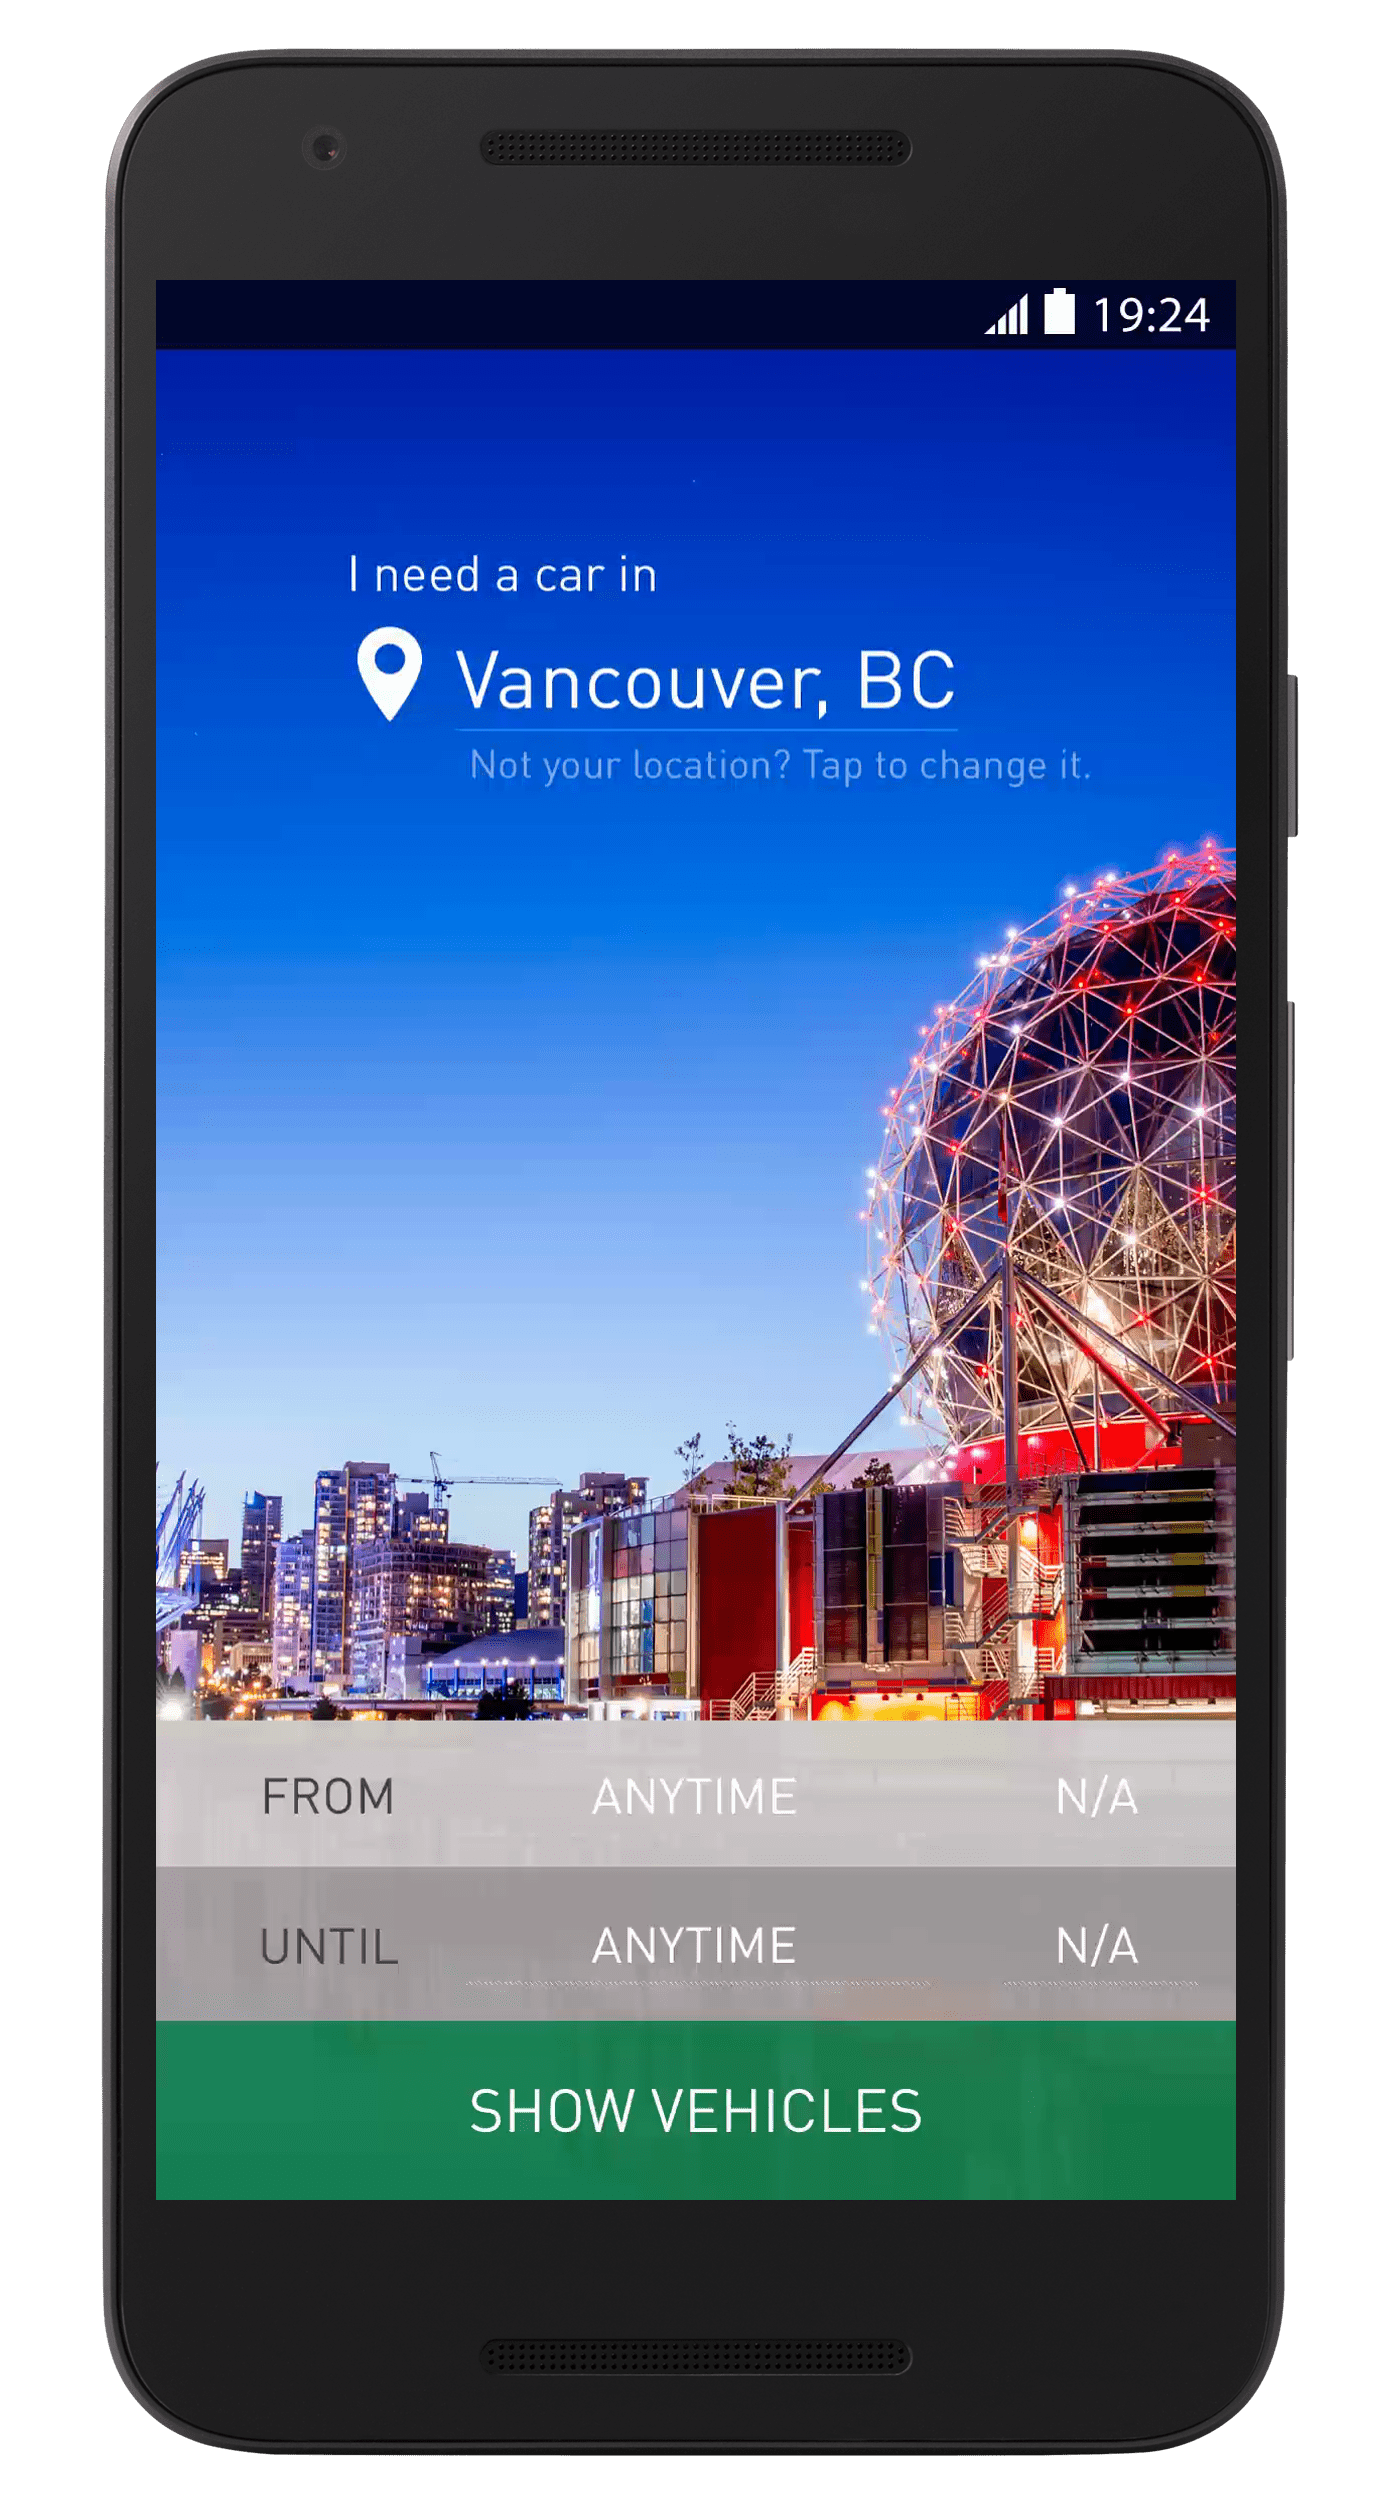 19:24
I need a car in
Vancouver, BC
Not your location? Tap to change it.
FROM ANYTIME N/A
UNTIL ANYTIME N/A
SHOW VEHICLES